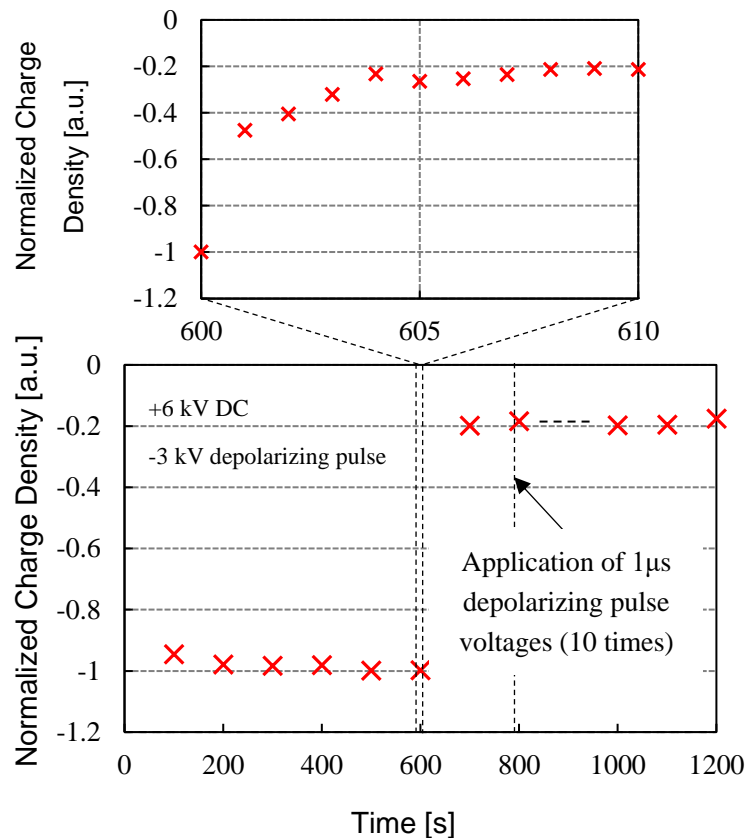 Normalized Charge
Density [a.u.]
0
-0.2
-0.4
-0.6
-0.8
-1
-1.2
600
605
610
Normalized Charge Density [a.u.]
0
-0.2
-0.4
-0.6
-0.8
-1
-1.2
+6 kV DC
-3 kV depolarizing pulse
Application of 1μs
depolarizing pulse
voltages (10 times)
0
200
400
600
800
1000
1200
Time [s]